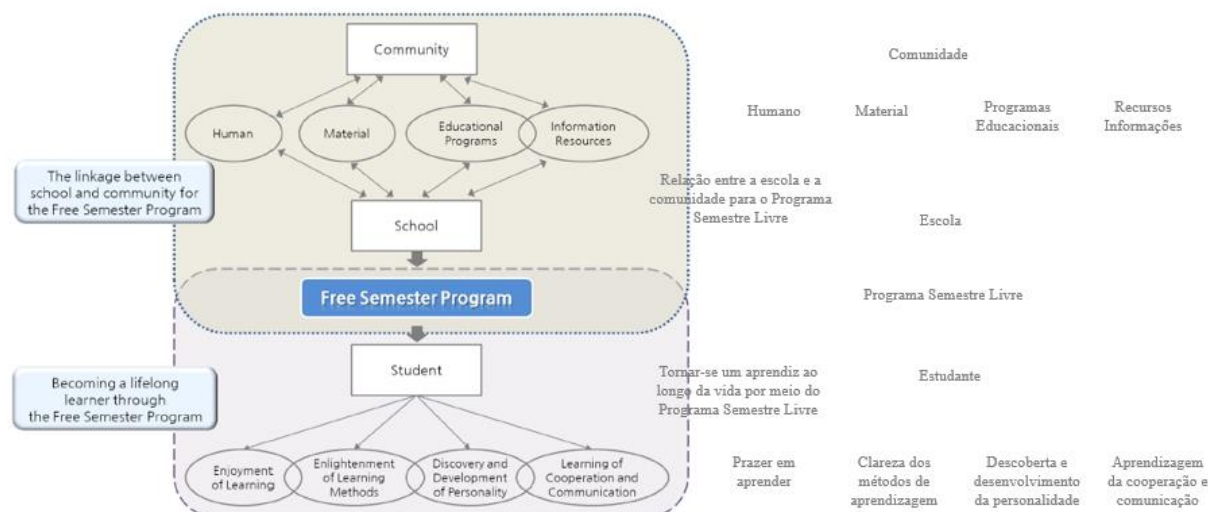 Community
Human
Material
Educational
Programs
Information
Resources
The linkage between
school and community for
the Free Semester Program
School
Free Semester Program
Student
Becoming a lifelong
learner through
the Free Semester Program
Enjoyment
of Learning
Enlightenment
of Learning
Methods
Discovery and
Development
of Personality
Learning of
Cooperation and
Communication
Comunidade
Humano
Material
Programas
Educacionais
Recursos
Informações
Relação entre a escola e a
comunidade para o Programa
Semestre Livre
Escola
Programa Semestre Livre
Tornar-se um aprendiz ao
longo da vida por meio do
Programa Semestre Livre
Estudante
Prazer em
aprender
Clareza dos
métodos de
aprendizagem
Descoberta e
desenvolvimento
da personalidade
Aprendizagem
da cooperação e
comunicação